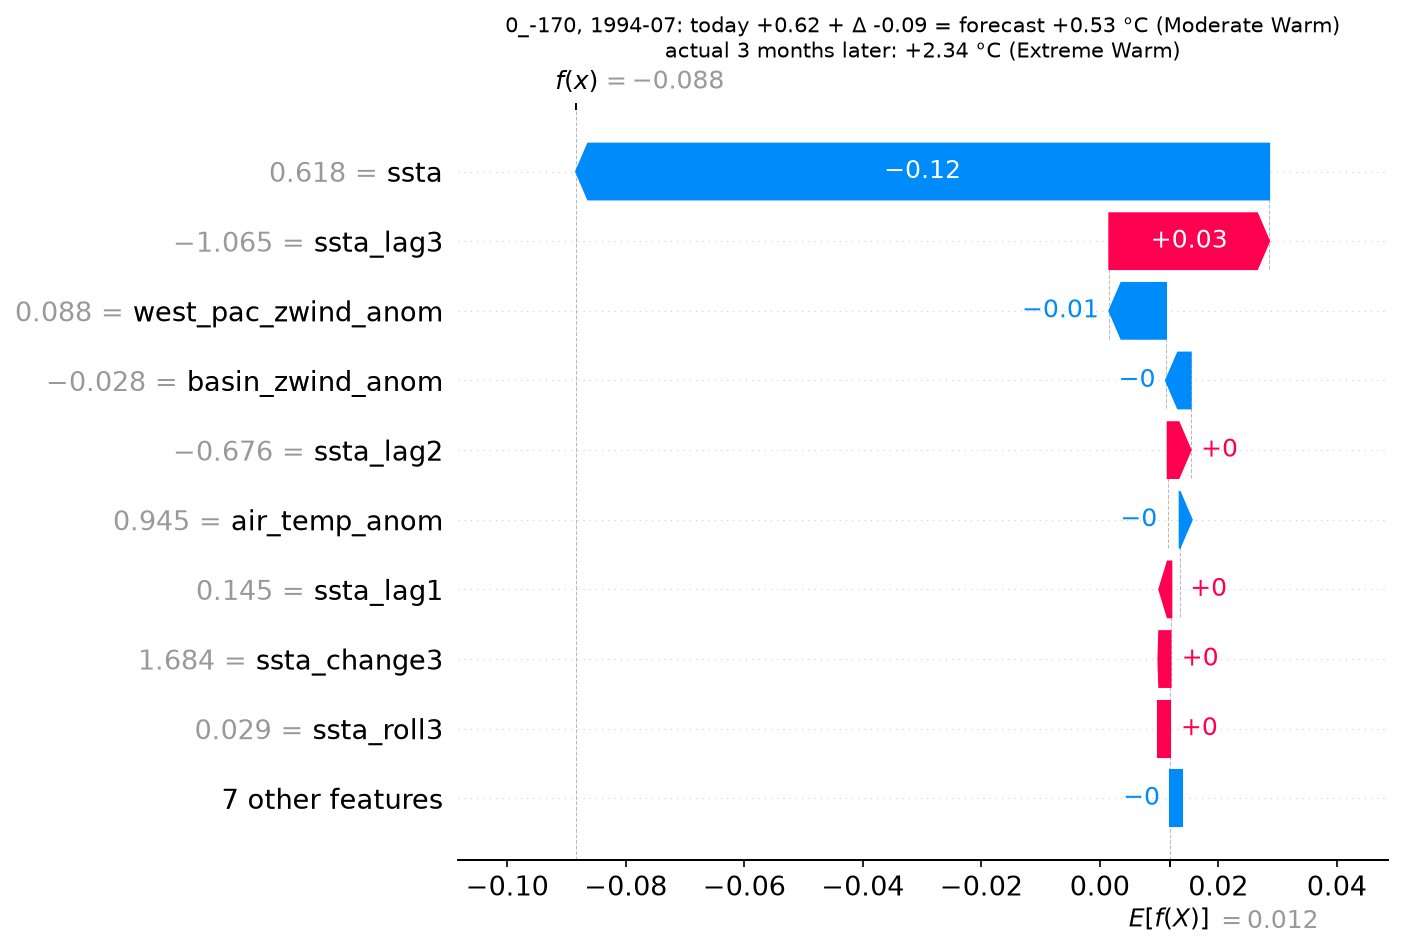 0_-170, 1994-07: today +0.62 + Δ -0.09 = forecast +0.53 °C (Moderate Warm)
actual 3 months later: +2.34 °C (Extreme Warm)
f(x) = −0.088
0.618 = ssta
−0.12
−1.065 = ssta_lag3
+0.03
0.088 = west_pac_zwind_anom
−0.01
−0.028 = basin_zwind_anom
−0
−0.676 = ssta_lag2
+0
0.945 = air_temp_anom
−0
0.145 = ssta_lag1
+0
1.684 = ssta_change3
+0
0.029 = ssta_roll3
+0
7 other features
−0
−0.10 −0.08 −0.06 −0.04 −0.02 0.00 0.02 0.04
E[f(X)] = 0.012